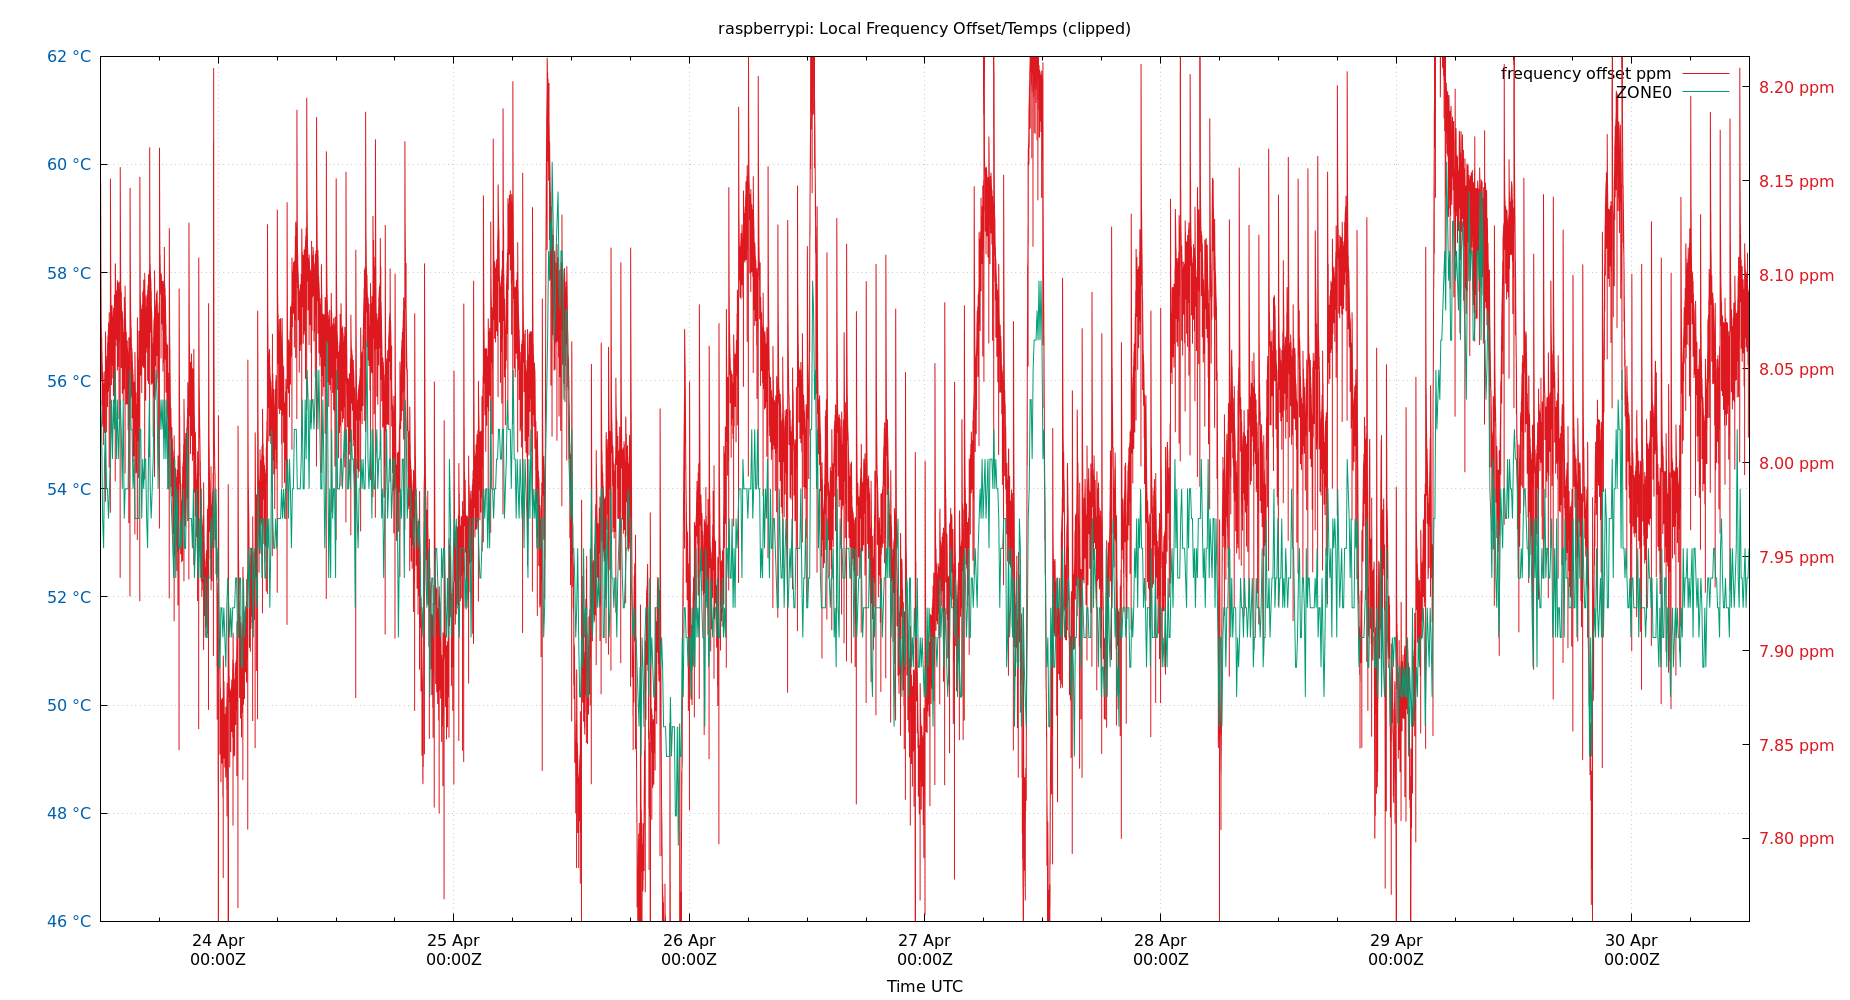 raspberrypi: Local Frequency Offset/Temps (clipped)
62 °C
60 °C
58 °C
56 °C
54 °C
52 °C
50 °C
48 °C
46 °C
frequency offset ppm
ZONE0
8.20 ppm
8.15 ppm
8.10 ppm
8.05 ppm
8.00 ppm
7.95 ppm
7.90 ppm
7.85 ppm
7.80 ppm
24 Apr
00:00Z
25 Apr
00:00Z
26 Apr
00:00Z
27 Apr
00:00Z
28 Apr
00:00Z
29 Apr
00:00Z
30 Apr
00:00Z
Time UTC